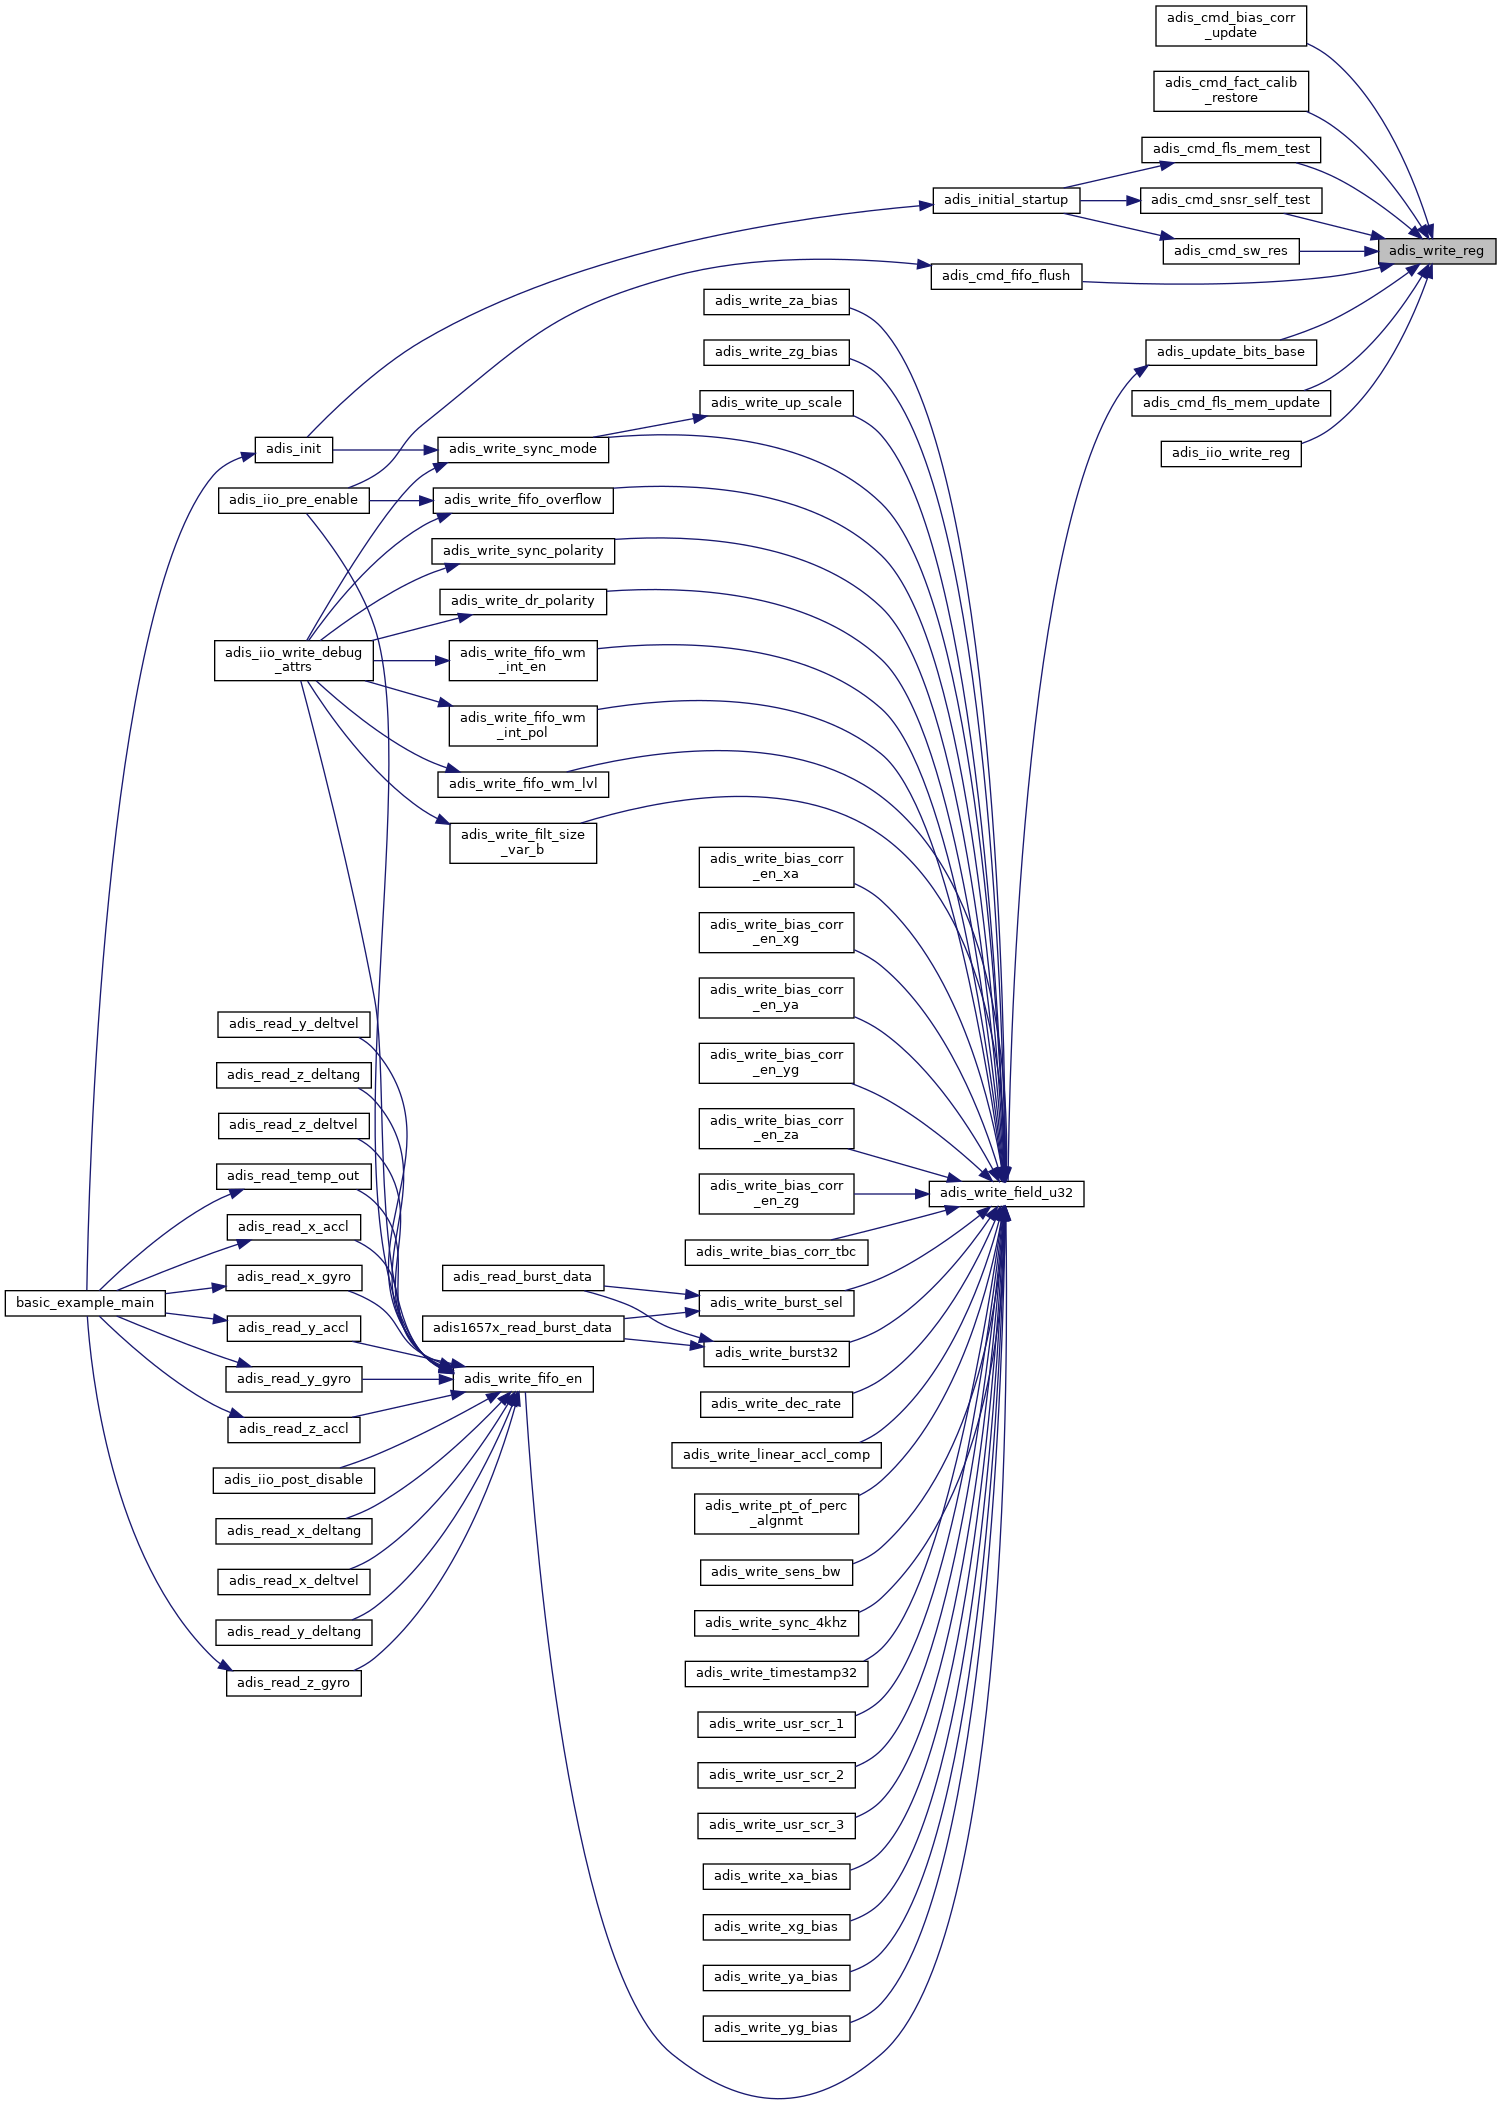 adis_cmd_bias_corr
_update
adis_cmd_fact_calib
_restore
adis_cmd_fls_mem_test
adis_initial_startup
adis_cmd_snsr_self_test
adis_cmd_sw_res
adis_write_reg
adis_cmd_fifo_flush
adis_write_za_bias
adis_write_zg_bias
adis_update_bits_base
adis_write_up_scale
adis_cmd_fls_mem_update
adis_init
adis_write_sync_mode
adis_iio_write_reg
adis_iio_pre_enable
adis_write_fifo_overflow
adis_write_sync_polarity
adis_write_dr_polarity
adis_iio_write_debug
_attrs
adis_write_fifo_wm
_int_en
adis_write_fifo_wm
_int_pol
adis_write_fifo_wm_lvl
adis_write_filt_size
_var_b
adis_write_bias_corr
_en_xa
adis_write_bias_corr
_en_xg
adis_write_bias_corr
_en_ya
adis_read_y_deltvel
adis_write_bias_corr
_en_yg
adis_read_z_deltang
adis_write_bias_corr
_en_za
adis_read_z_deltvel
adis_read_temp_out
adis_write_bias_corr
_en_zg
adis_write_field_u32
adis_read_x_accl
adis_write_bias_corr_tbc
adis_read_x_gyro
adis_read_burst_data
basic_example_main
adis_write_burst_sel
adis_read_y_accl
adis1657x_read_burst_data
adis_write_burst32
adis_read_y_gyro
adis_write_fifo_en
adis_write_dec_rate
adis_read_z_accl
adis_write_linear_accl_comp
adis_iio_post_disable
adis_write_pt_of_perc
_algnmt
adis_read_x_deltang
adis_write_sens_bw
adis_read_x_deltvel
adis_write_sync_4khz
adis_read_y_deltang
adis_write_timestamp32
adis_read_z_gyro
adis_write_usr_scr_1
adis_write_usr_scr_2
adis_write_usr_scr_3
adis_write_xa_bias
adis_write_xg_bias
adis_write_ya_bias
adis_write_yg_bias